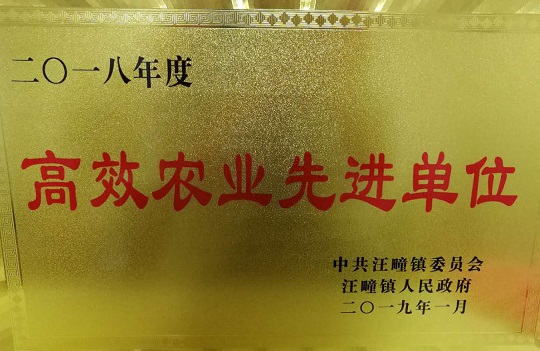 二〇一八年度
高效农业先进单位
中共汪疃镇委员会
汪疃镇人民政府
二〇一九年一月